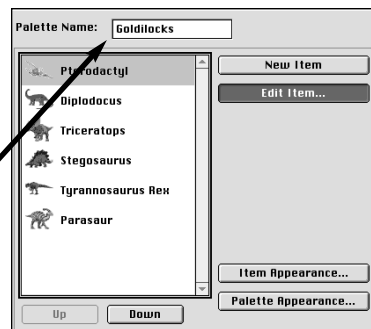 Palette Name: Goldilocks
Pterodactyl
Diplodocus
Triceratops
Stegosaurus
Tyrannosaurus Rex
Parasaur
New Item
Edit Item...
Item Appearance...
Palette Appearance...
Up
Down